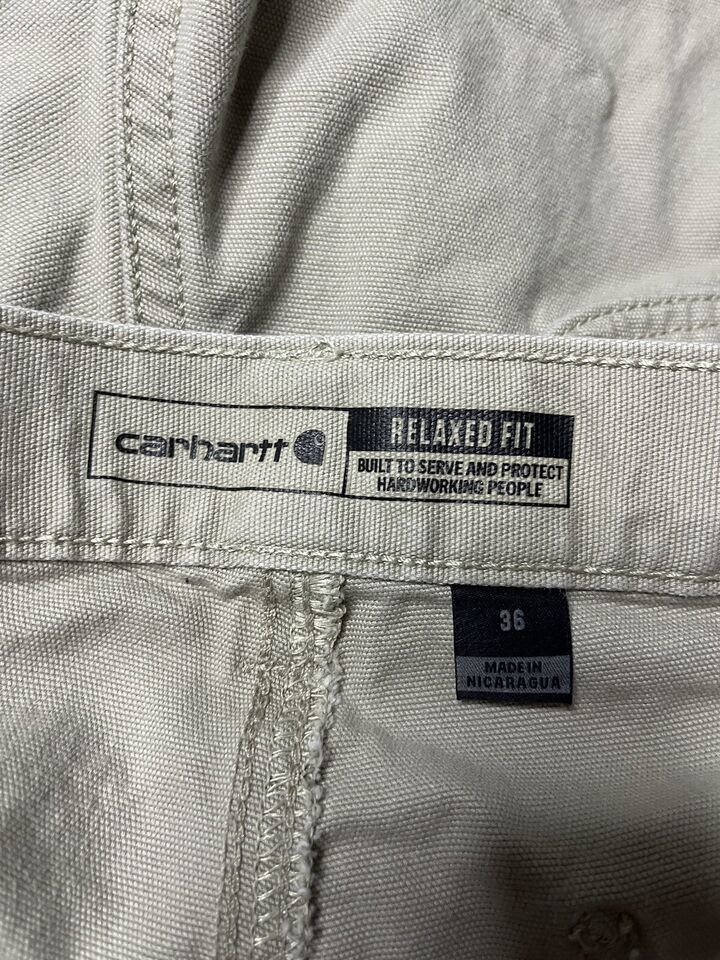 carhartt
RELAXED FIT
BUILT TO SERVE AND PROTECT
HARDWORKING PEOPLE
36
MADE IN
NICARAGUA